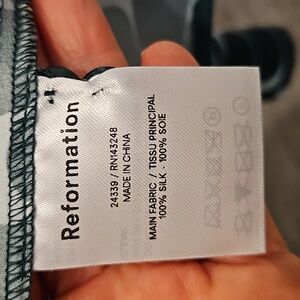 Reformation
24339 / RN143248
MADE IN CHINA
MAIN FABRIC / TISSU PRINCIPAL
100% SILK - 100% SOIE